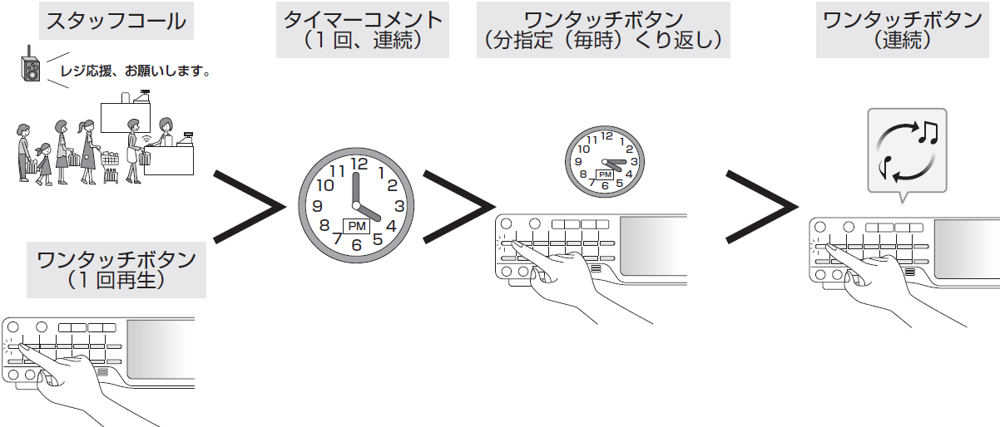 スタッフコール
レジ応援、お願いします。
ワンタッチボタン
（1回再生）
タイマーコメント
（1回、連続）
12
11
1
10
2
9
3
8
4
7
5
6
PM
ワンタッチボタン
（分指定（毎時）くり返し）
12
11
1
10
2
9
3
8
4
7
5
6
PM
ワンタッチボタン
（連続）